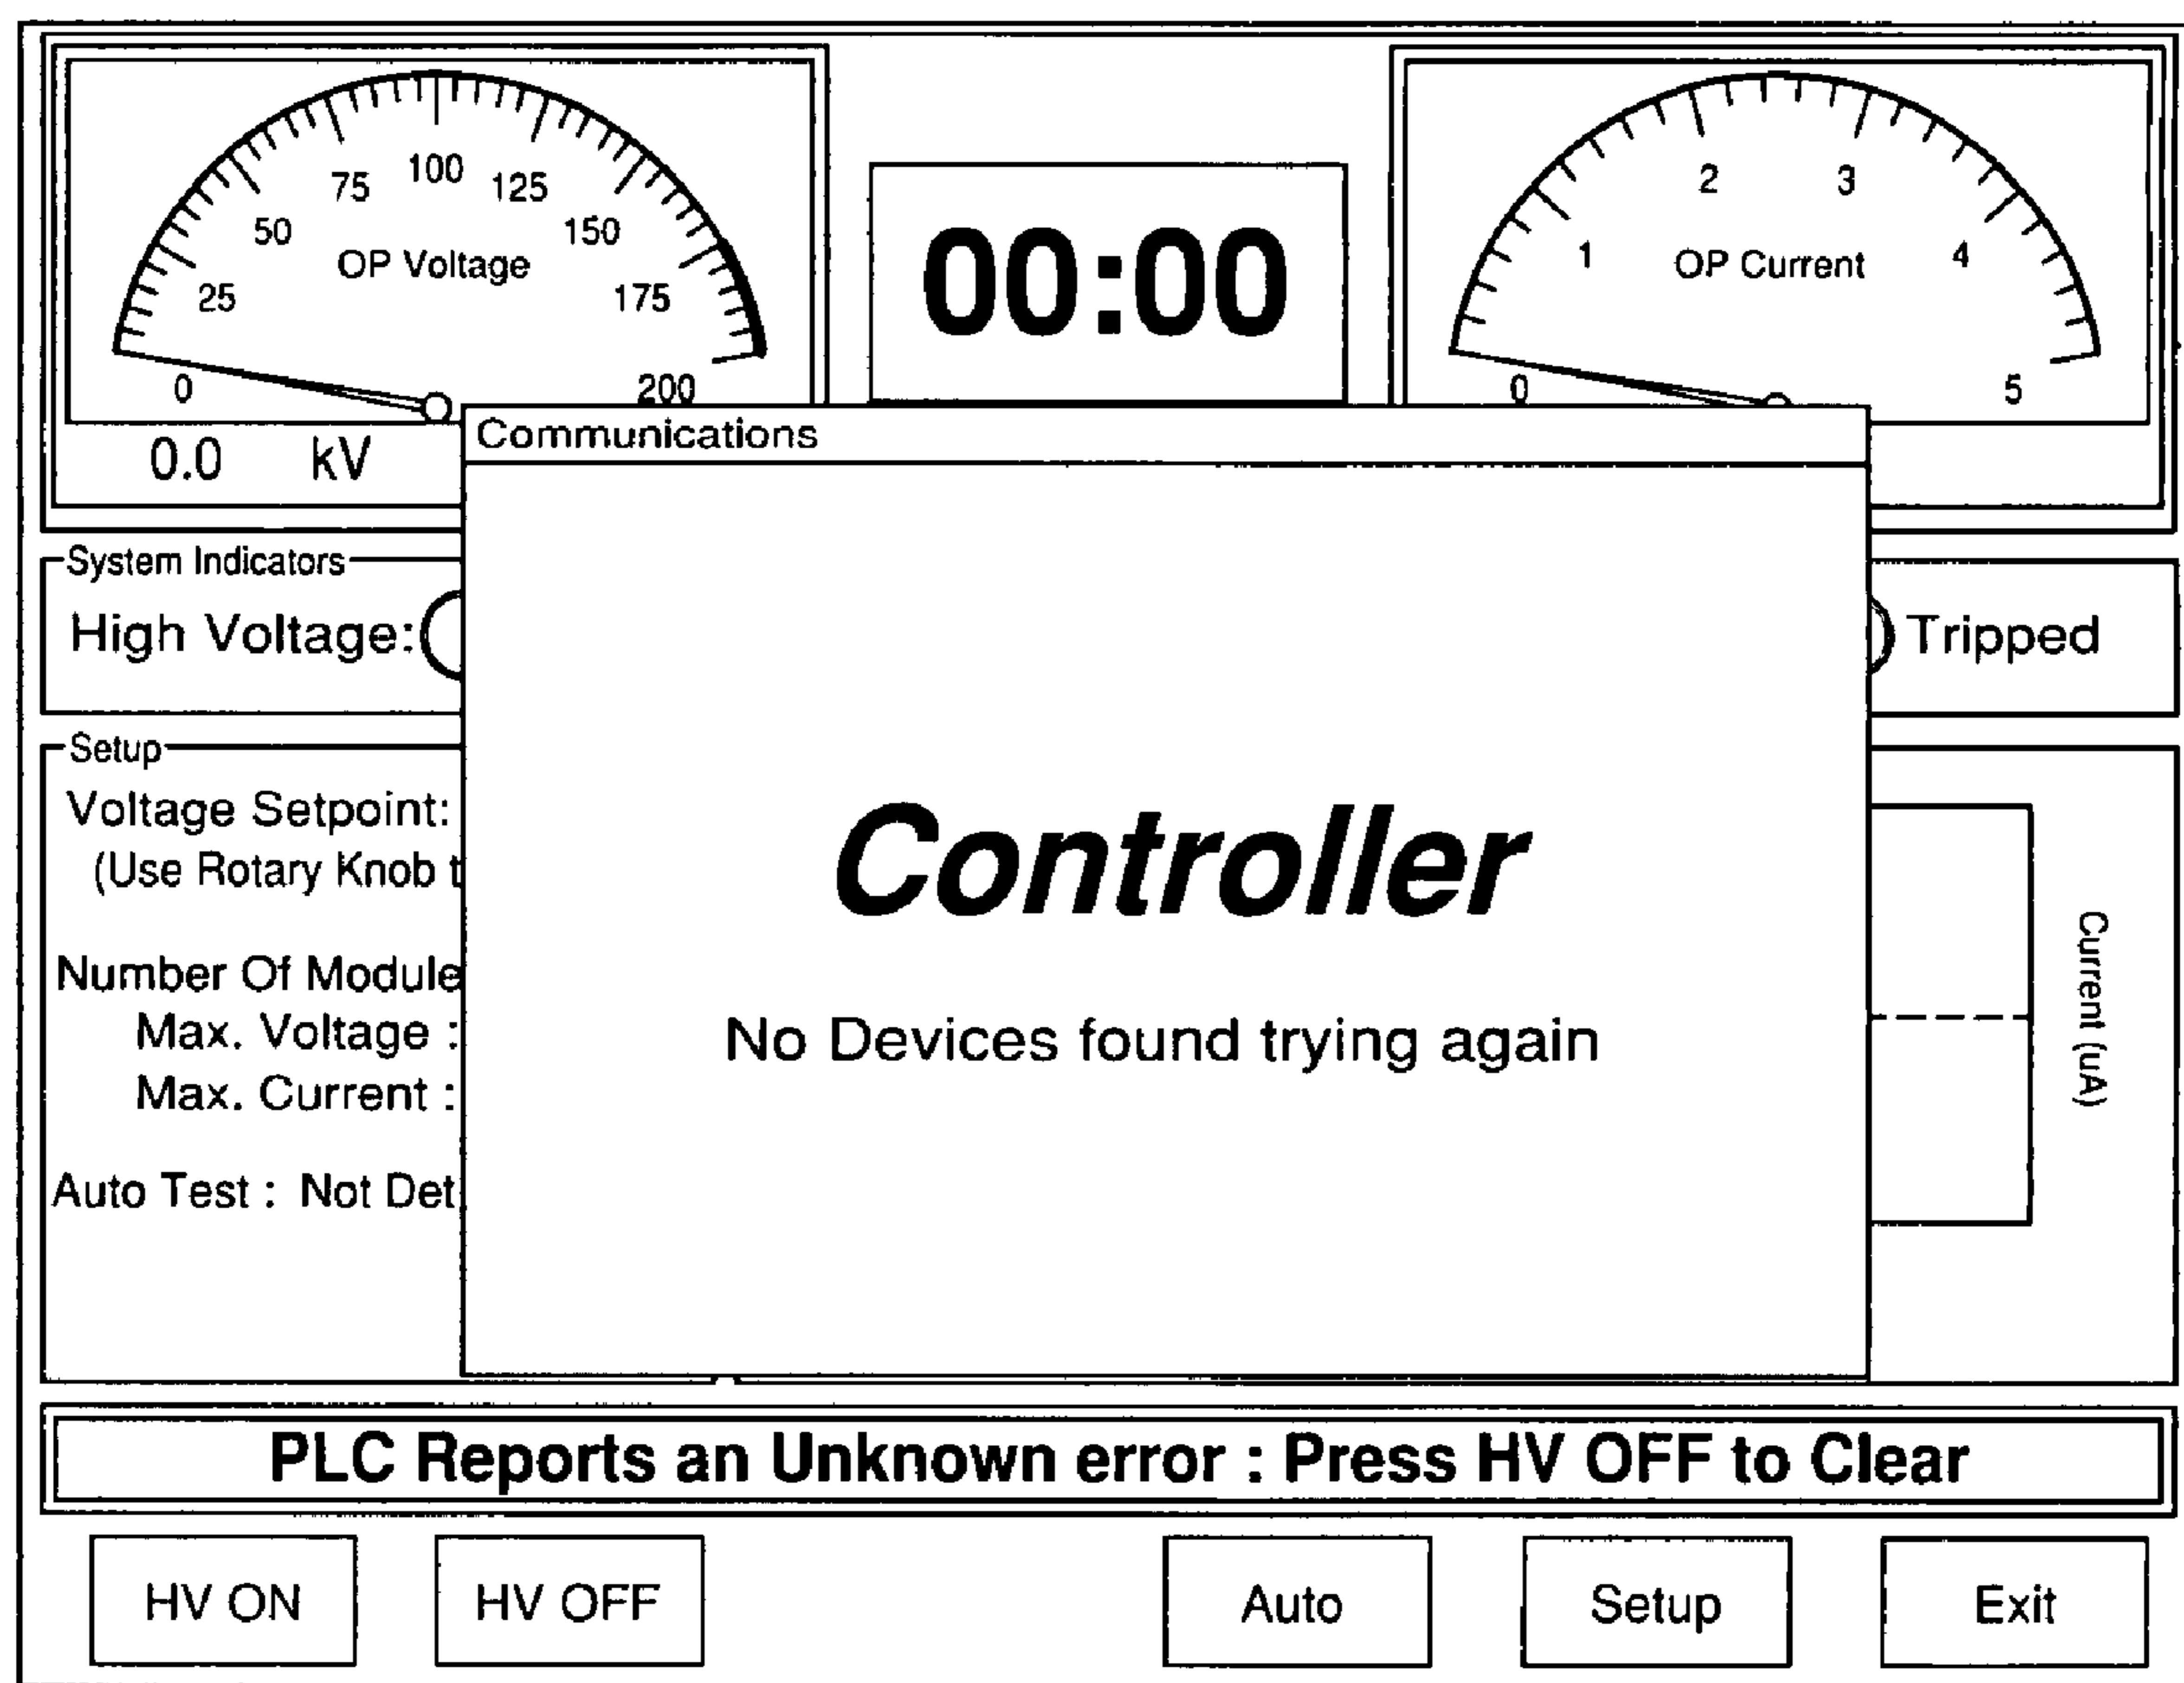 75 100 125
50 150
25 OP Voltage 175
0 200
0.0 kV
00:00
2 3
1 OP Current 4
0 5
Communications
Controller
No Devices found trying again
System Indicators
High Voltage:
Tripped
Setup
Voltage Setpoint:
(Use Rotary Knob t
Number Of Module
Max. Voltage :
Max. Current :
Auto Test : Not Det
Current (uA)
PLC Reports an Unknown error : Press HV OFF to Clear
HV ON HV OFF Auto Setup Exit